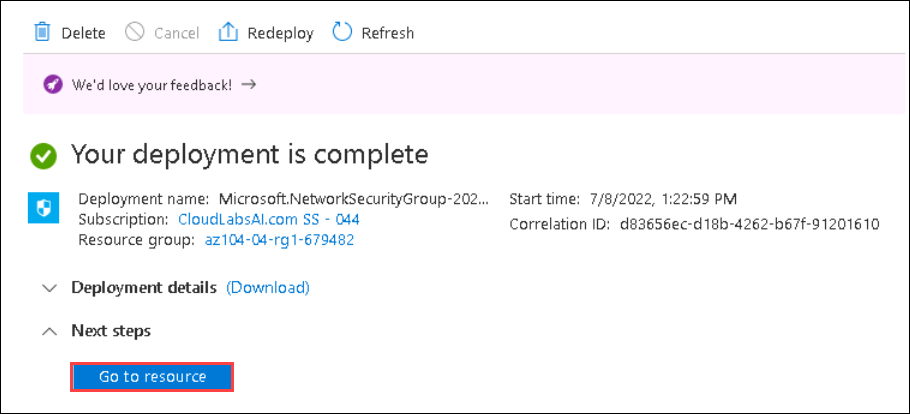 Delete Cancel Redeploy Refresh
We'd love your feedback! →
Your deployment is complete
Deployment name: Microsoft.NetworkSecurityGroup-202... Start time: 7/8/2022, 1:22:59 PM
Subscription: CloudLabsAI.com SS - 044 Correlation ID: d83656ec-d18b-4262-b67f-91201610
Resource group: az104-04-rg1-679482
Deployment details (Download)
Next steps
Go to resource